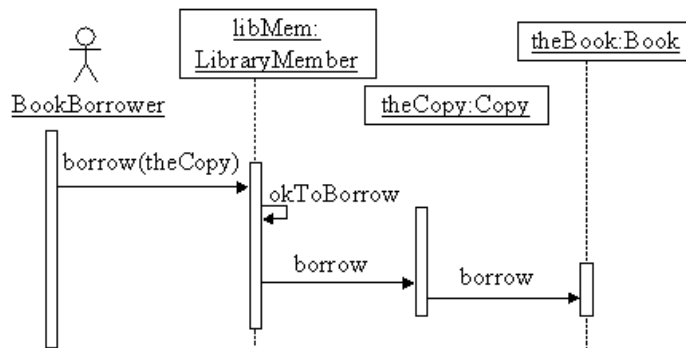 libMem:
LibraryMember
theBook:Book
BookBorrower
theCopy:Copy
borrow(theCopy)
okToBorrow
borrow
borrow